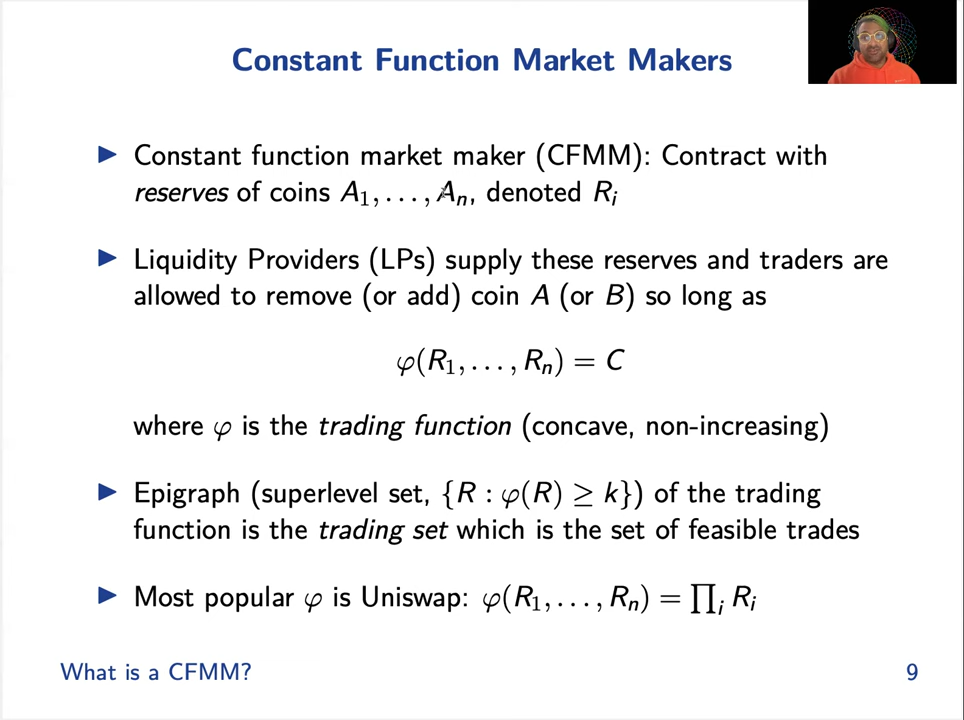 Constant Function Market Makers
▶ Constant function market maker (CFMM): Contract with
reserves of coins A₁, . . . , Aₙ, denoted Rᵢ
▶ Liquidity Providers (LPs) supply these reserves and traders are
allowed to remove (or add) coin A (or B) so long as
φ(R₁, . . . , Rₙ) = C
where φ is the trading function (concave, non-increasing)
▶ Epigraph (superlevel set, {R : φ(R) ≥ k}) of the trading
function is the trading set which is the set of feasible trades
▶ Most popular φ is Uniswap: φ(R₁, . . . , Rₙ) = ∏ᵢ Rᵢ
What is a CFMM? 9